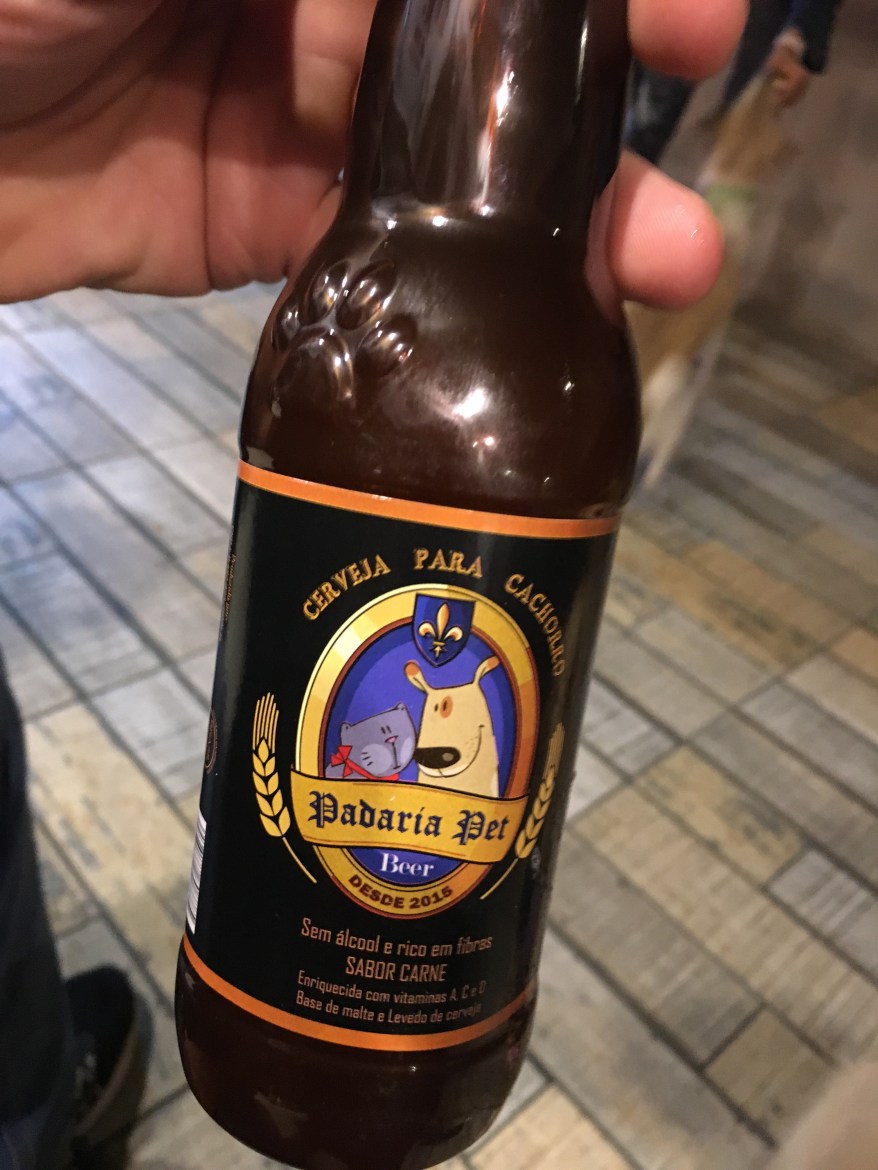 CERVEJA PARA CACHORRO
Padaria Pet
Beer
DESDE 2015
Sem álcool e rico em fibras
SABOR CARNE
Enriquecida com vitaminas A, C e D
Base de malte e Levedo de cerveja